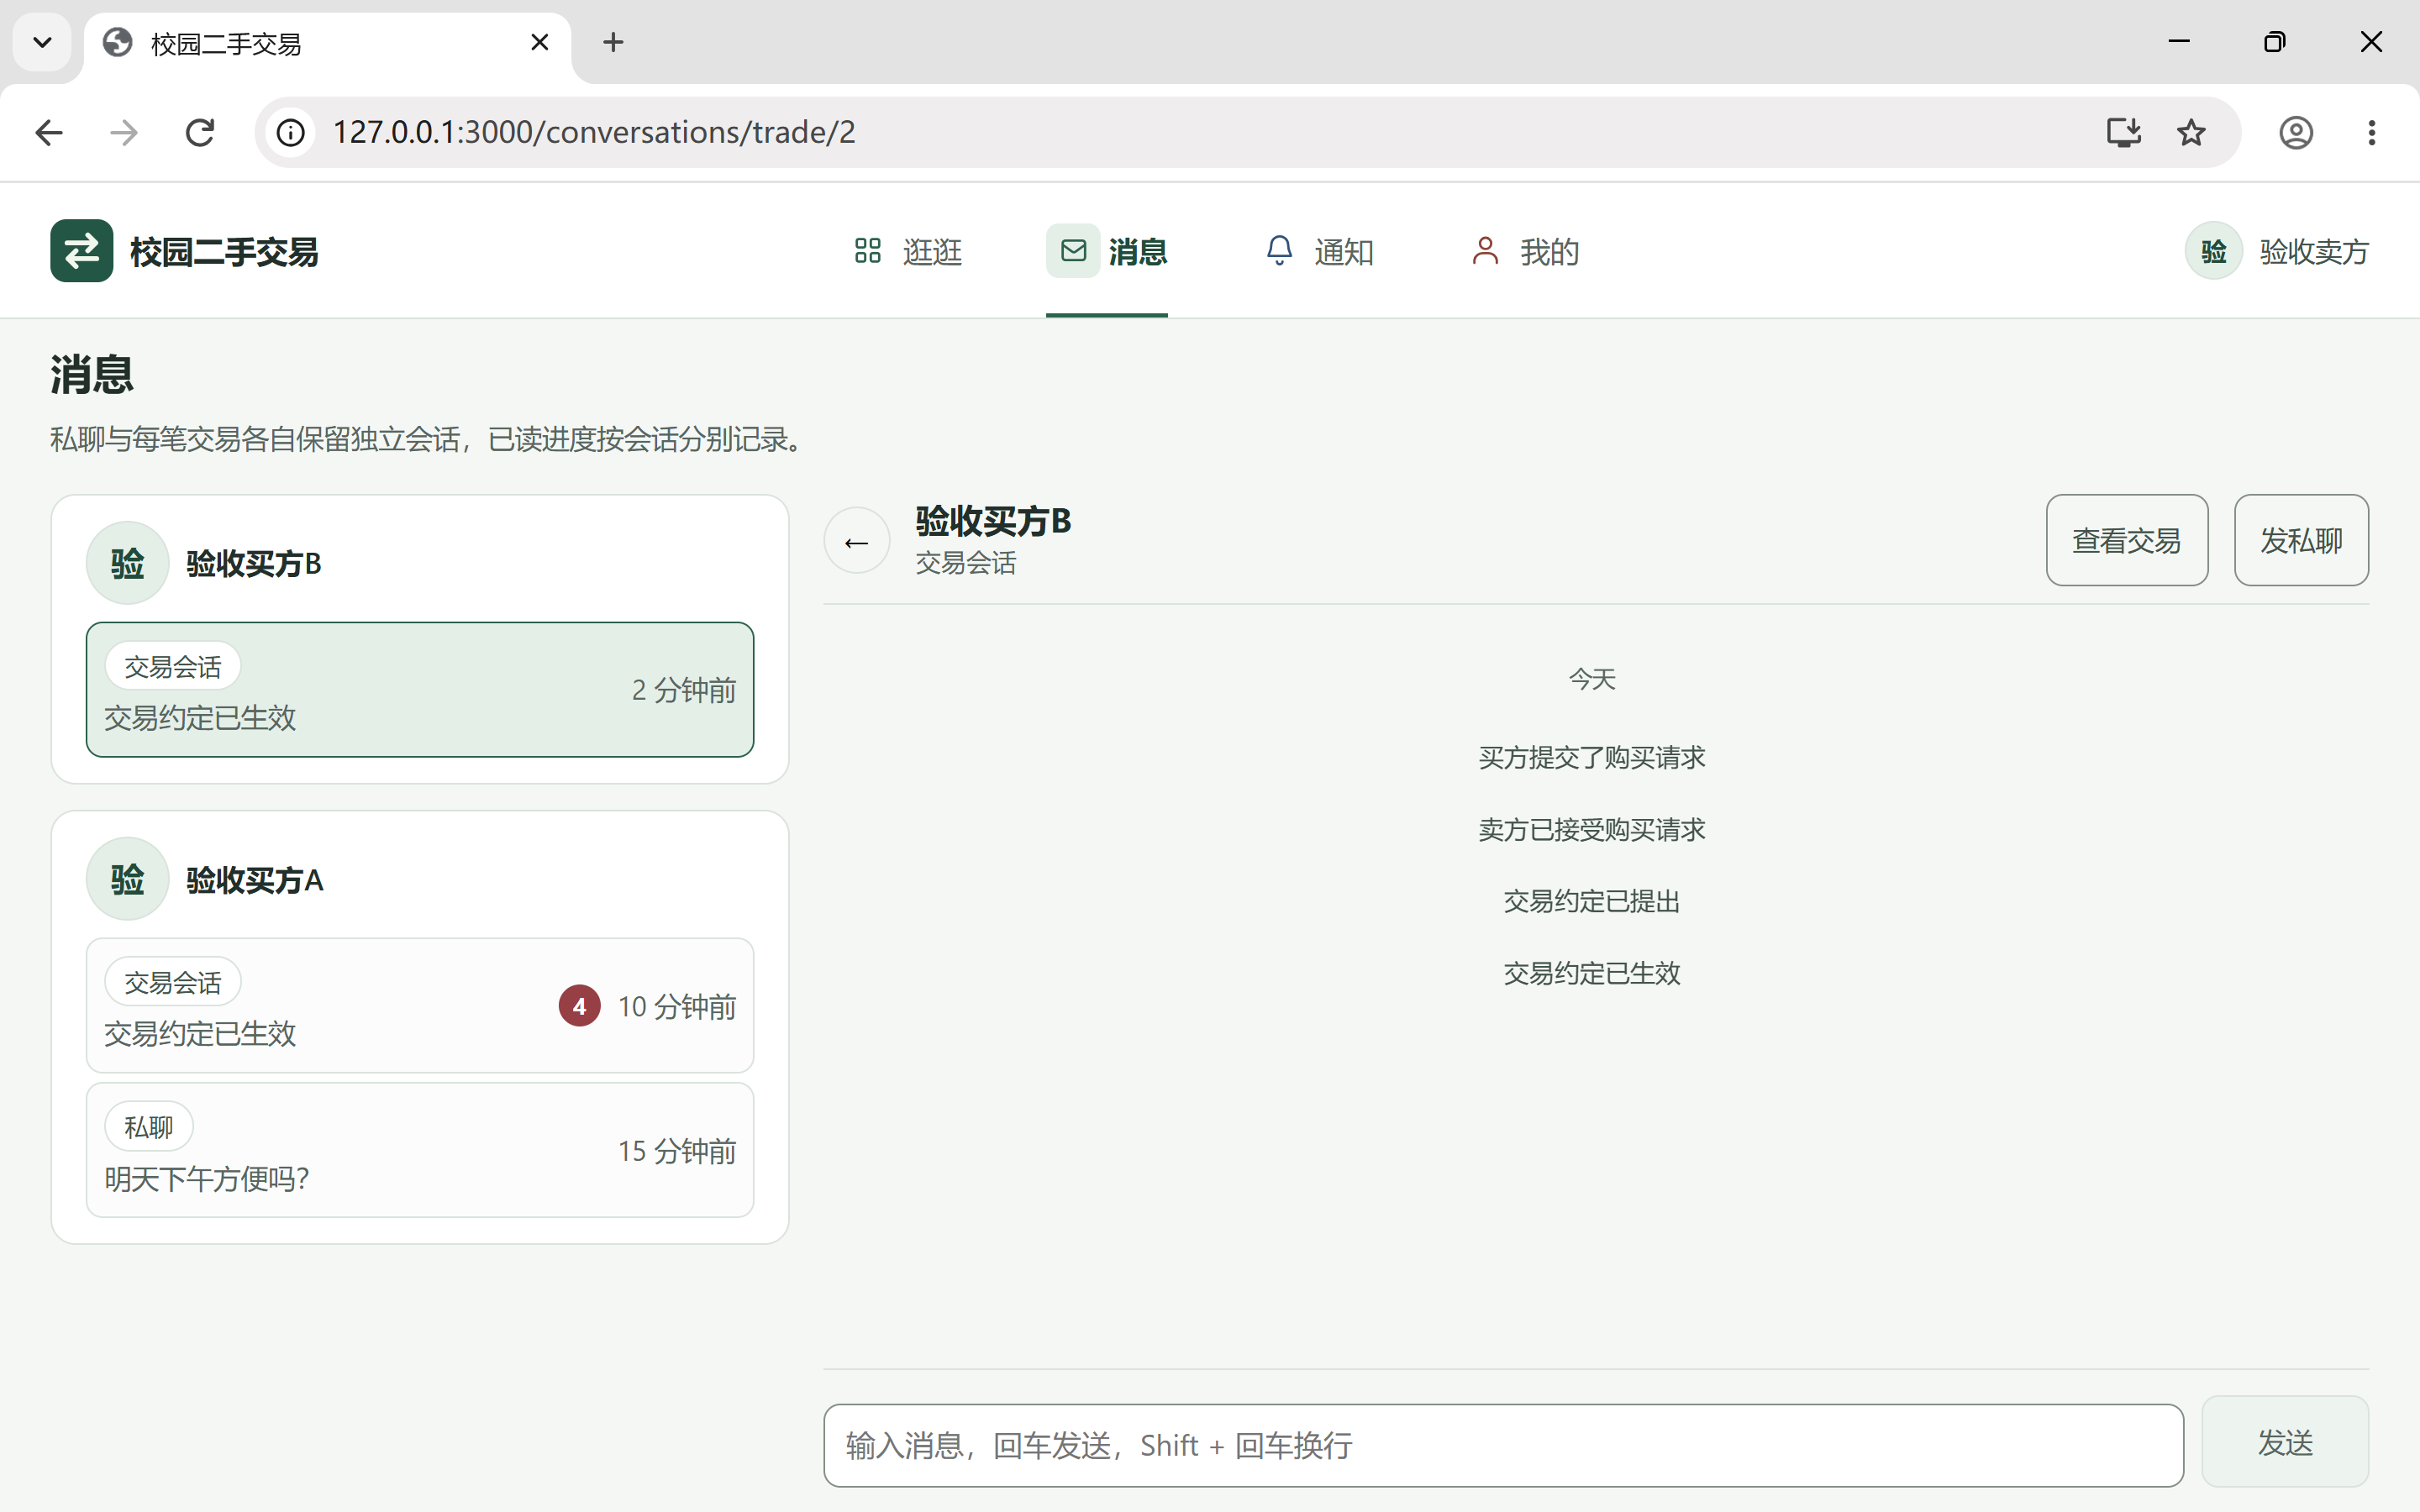 校园二手交易
127.0.0.1:3000/conversations/trade/2
校园二手交易
逛逛
消息
通知
我的
验
验收卖方
消息
私聊与每笔交易各自保留独立会话，已读进度按会话分别记录。
验
验收买方B
交易会话
交易约定已生效
2 分钟前
验
验收买方A
交易会话
交易约定已生效
4
10 分钟前
私聊
明天下午方便吗？
15 分钟前
←
验收买方B
交易会话
查看交易
发私聊
今天
买方提交了购买请求
卖方已接受购买请求
交易约定已提出
交易约定已生效
输入消息，回车发送，Shift + 回车换行
发送